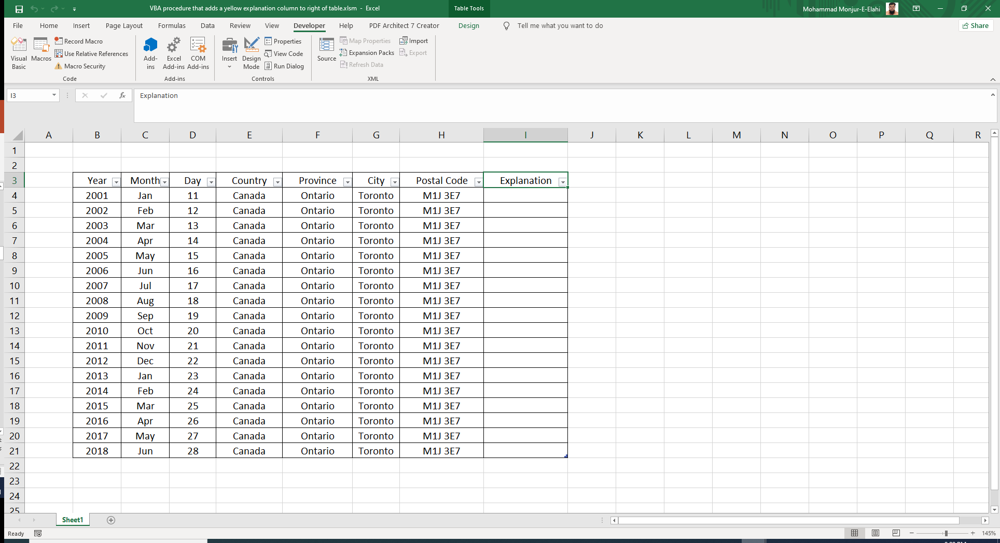 VBA procedure that adds a yellow explanation column to right of table.xlsm - Excel
Table Tools
Mohammad Monjur-E-Elahi
File Home Insert Page Layout Formulas Data Review View Developer Help PDF Architect 7 Creator Design Tell me what you want to do Share
Visual Basic
Macros
Record Macro
Use Relative References
Macro Security
Code
Add-ins
Excel Add-ins
COM Add-ins
Add-ins
Insert
Design Mode
Properties
View Code
Run Dialog
Controls
Source
Map Properties
Expansion Packs
Refresh Data
Import
Export
XML
I3 fx Explanation
A B C D E F G H I J K L M N O P Q R
1
2
3 Year Month Day Country Province City Postal Code Explanation
4 2001 Jan 11 Canada Ontario Toronto M1J 3E7
5 2002 Feb 12 Canada Ontario Toronto M1J 3E7
6 2003 Mar 13 Canada Ontario Toronto M1J 3E7
7 2004 Apr 14 Canada Ontario Toronto M1J 3E7
8 2005 May 15 Canada Ontario Toronto M1J 3E7
9 2006 Jun 16 Canada Ontario Toronto M1J 3E7
10 2007 Jul 17 Canada Ontario Toronto M1J 3E7
11 2008 Aug 18 Canada Ontario Toronto M1J 3E7
12 2009 Sep 19 Canada Ontario Toronto M1J 3E7
13 2010 Oct 20 Canada Ontario Toronto M1J 3E7
14 2011 Nov 21 Canada Ontario Toronto M1J 3E7
15 2012 Dec 22 Canada Ontario Toronto M1J 3E7
16 2013 Jan 23 Canada Ontario Toronto M1J 3E7
17 2014 Feb 24 Canada Ontario Toronto M1J 3E7
18 2015 Mar 25 Canada Ontario Toronto M1J 3E7
19 2016 Apr 26 Canada Ontario Toronto M1J 3E7
20 2017 May 27 Canada Ontario Toronto M1J 3E7
21 2018 Jun 28 Canada Ontario Toronto M1J 3E7
22
23
24
25
Sheet1
Ready
145%